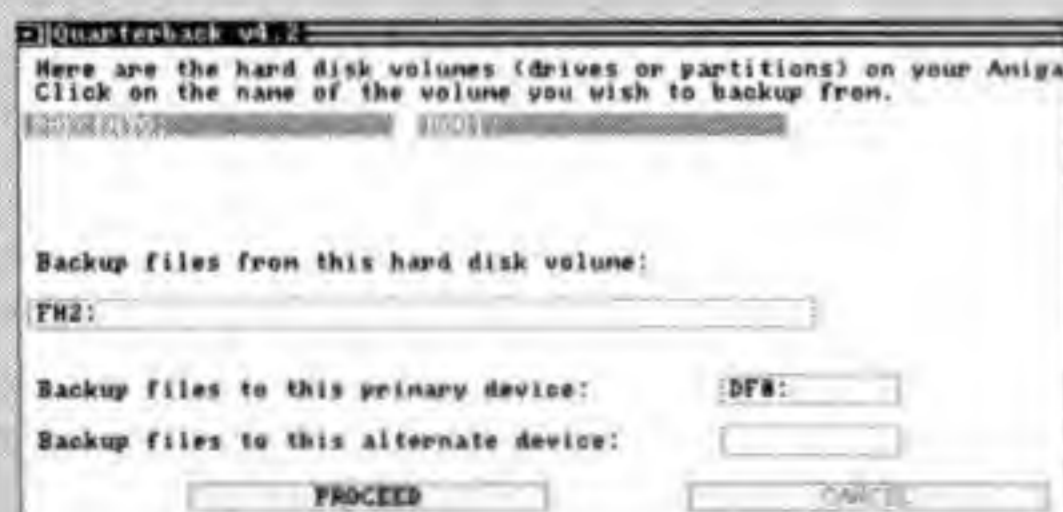 Quarterback v4.2
Here are the hard disk volumes (drives or partitions) on your Amiga
Click on the name of the volume you wish to backup from.
Backup files from this hard disk volume:
FH2:
Backup files to this primary device:
DF0:
Backup files to this alternate device:
PROCEED
CANCEL